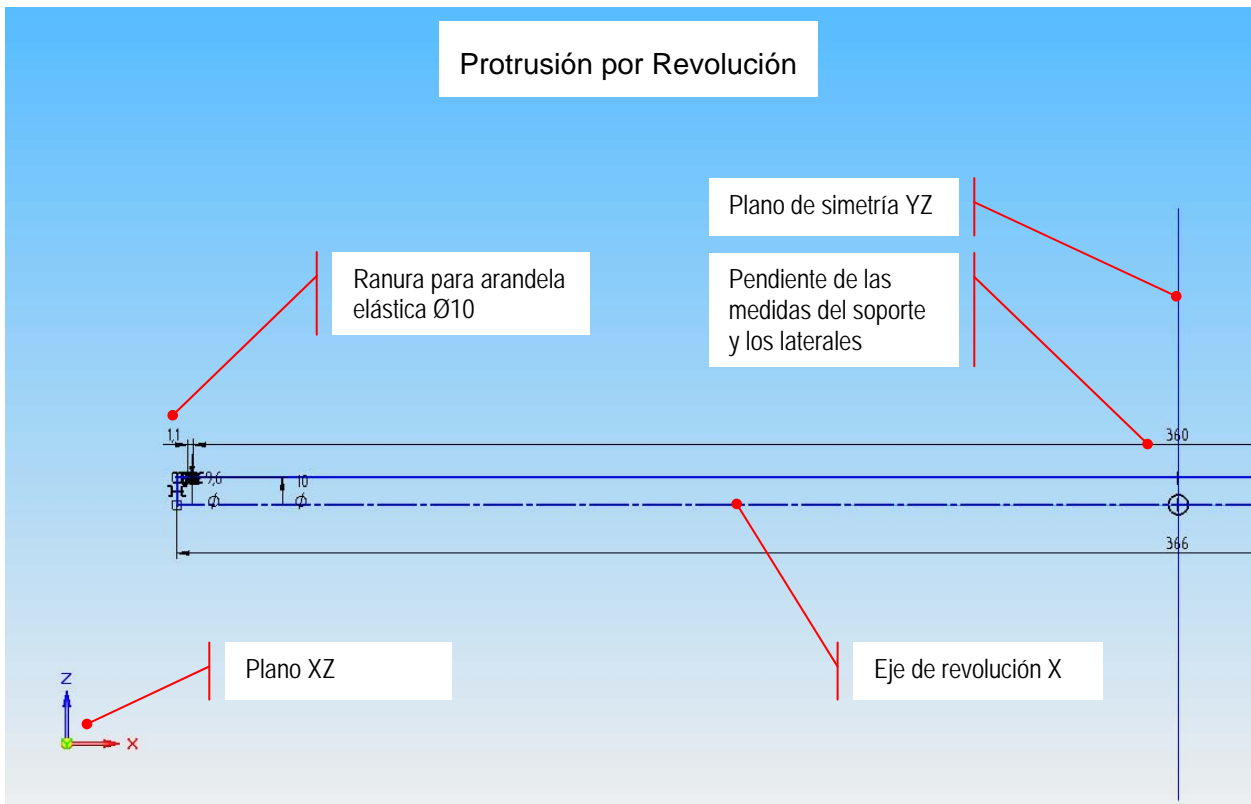 Protrusión por Revolución
Plano de simetría YZ
Ranura para arandela
elástica Ø10
Pendiente de las
medidas del soporte
y los laterales
1,1
360
9,6
10
Ø
Ø
366
Plano XZ
Eje de revolución X
Z
X